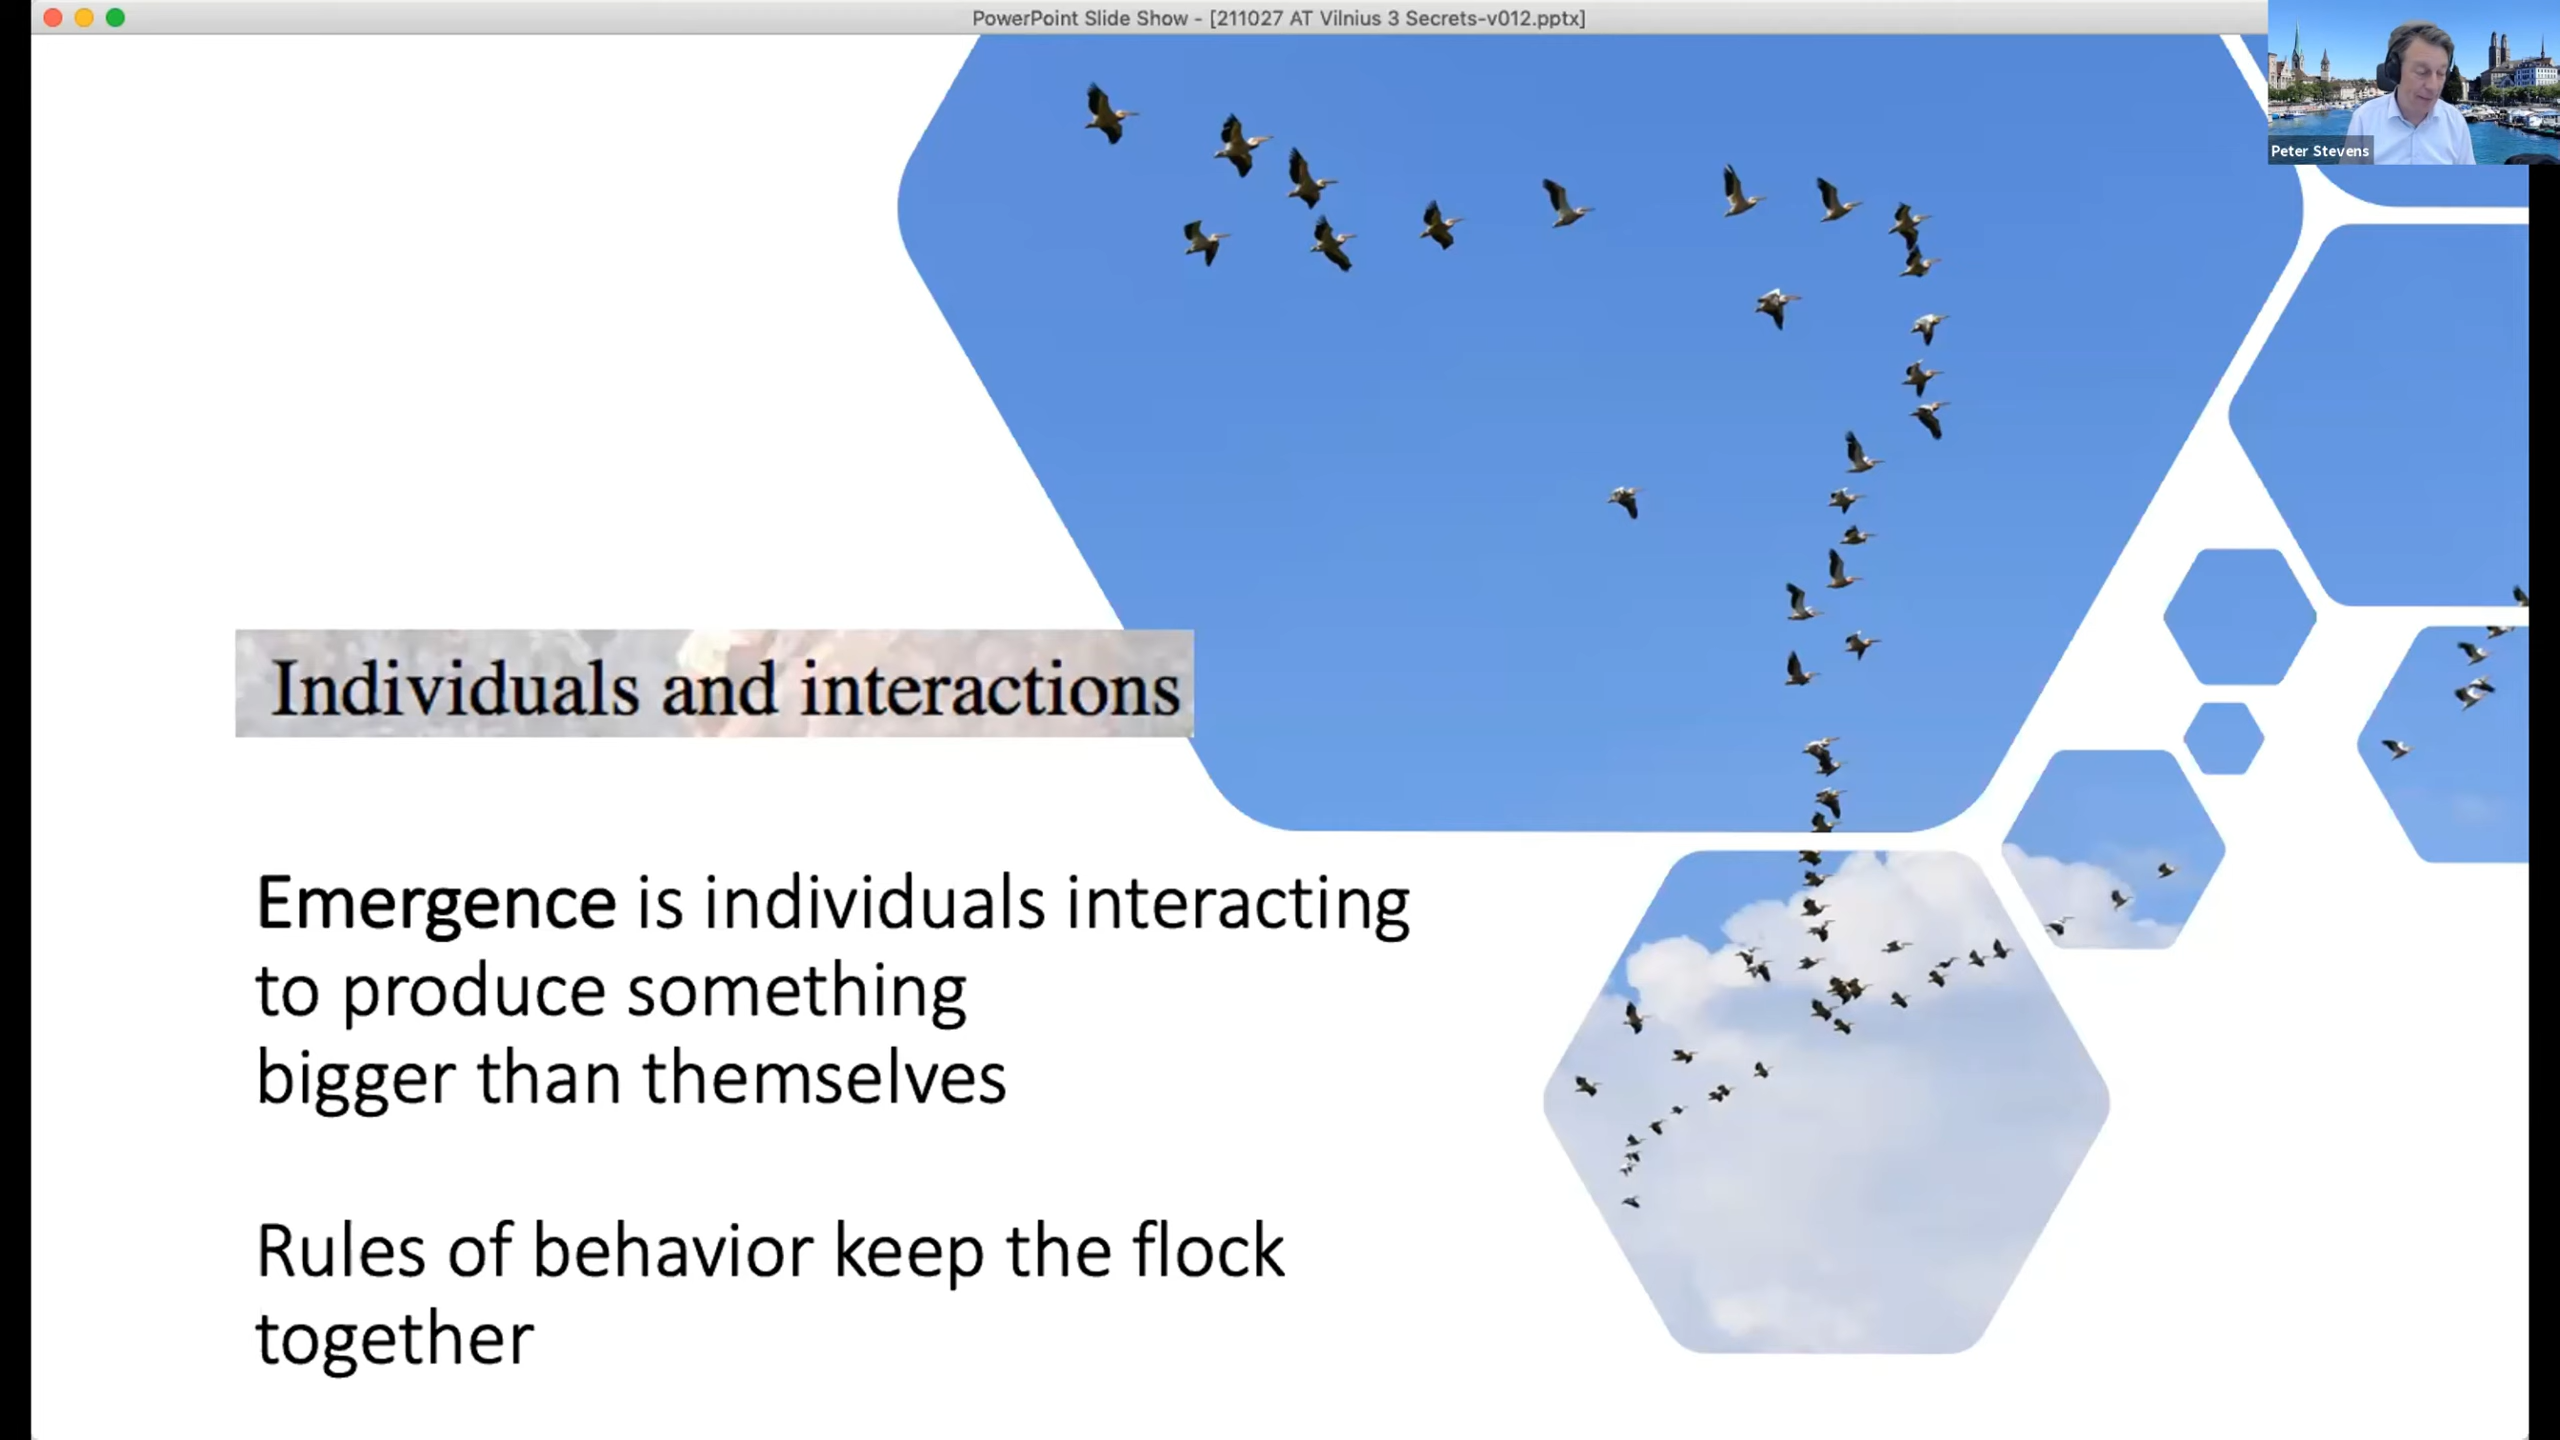 PowerPoint Slide Show - [211027 AT Vilnius 3 Secrets-v012.pptx]
Peter Stevens
Individuals and interactions
Emergence is individuals interacting
to produce something
bigger than themselves
Rules of behavior keep the flock
together